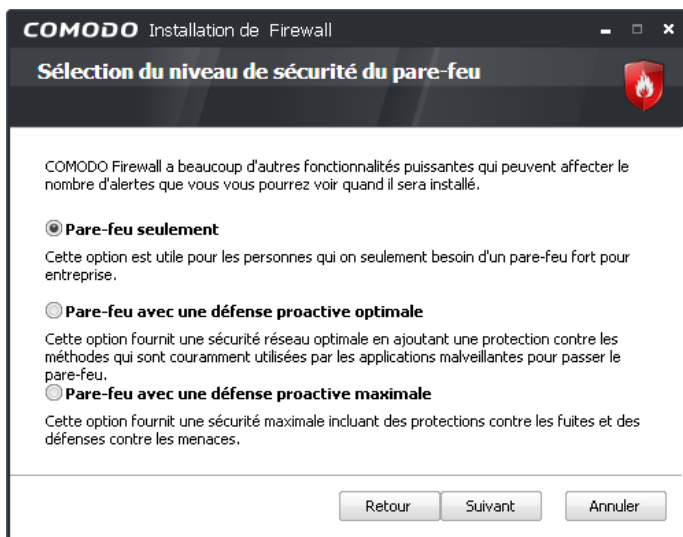 COMODO Installation de Firewall
Sélection du niveau de sécurité du pare-feu
COMODO Firewall a beaucoup d'autres fonctionnalités puissantes qui peuvent affecter le
nombre d'alertes que vous vous pourrez voir quand il sera installé.
Pare-feu seulement
Cette option est utile pour les personnes qui on seulement besoin d'un pare-feu fort pour
entreprise.
Pare-feu avec une défense proactive optimale
Cette option fournit une sécurité réseau optimale en ajoutant une protection contre les
méthodes qui sont couramment utilisées par les applications malveillantes pour passer le
pare-feu.
Pare-feu avec une défense proactive maximale
Cette option fournit une sécurité maximale incluant des protections contre les fuites et des
défenses contre les menaces.
Retour Suivant Annuler